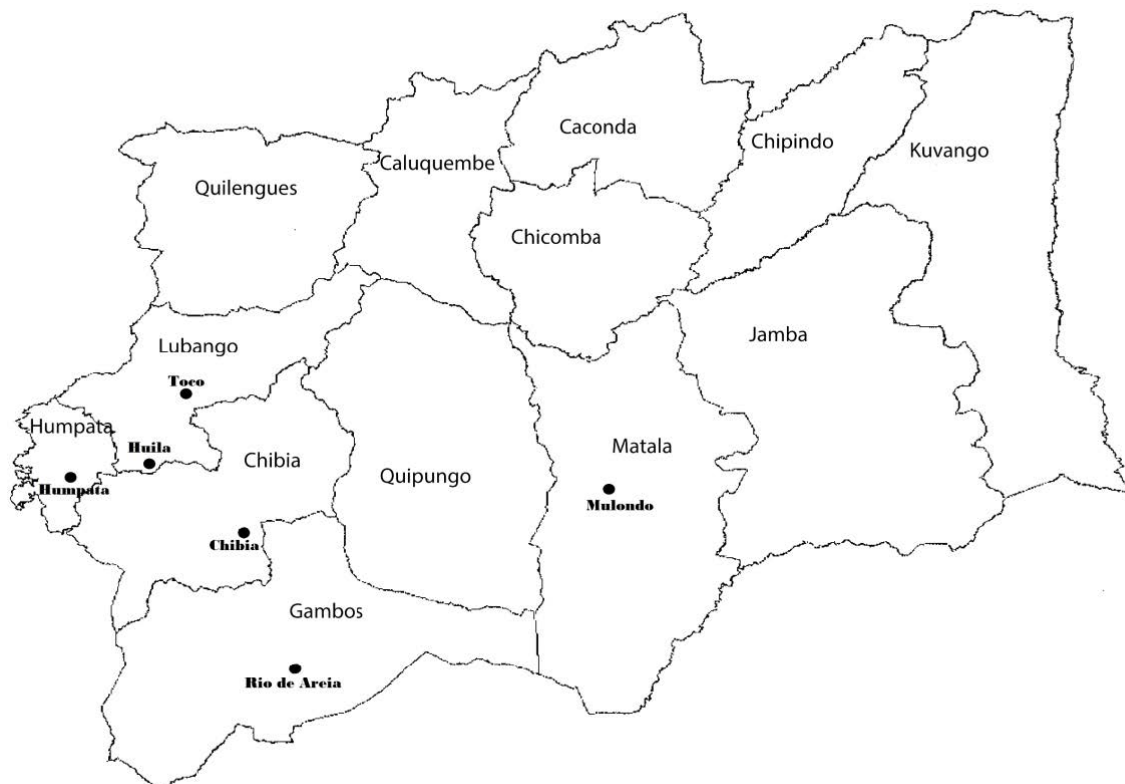 Caconda
Chipindo
Kuvango
Caluquembe
Quilengues
Chicomba
Jamba
Lubango
Toco
Humpata
Huila
Chibia
Matala
Quipungo
Humpata
Mulondo
Chibia
Gambos
Rio de Areia